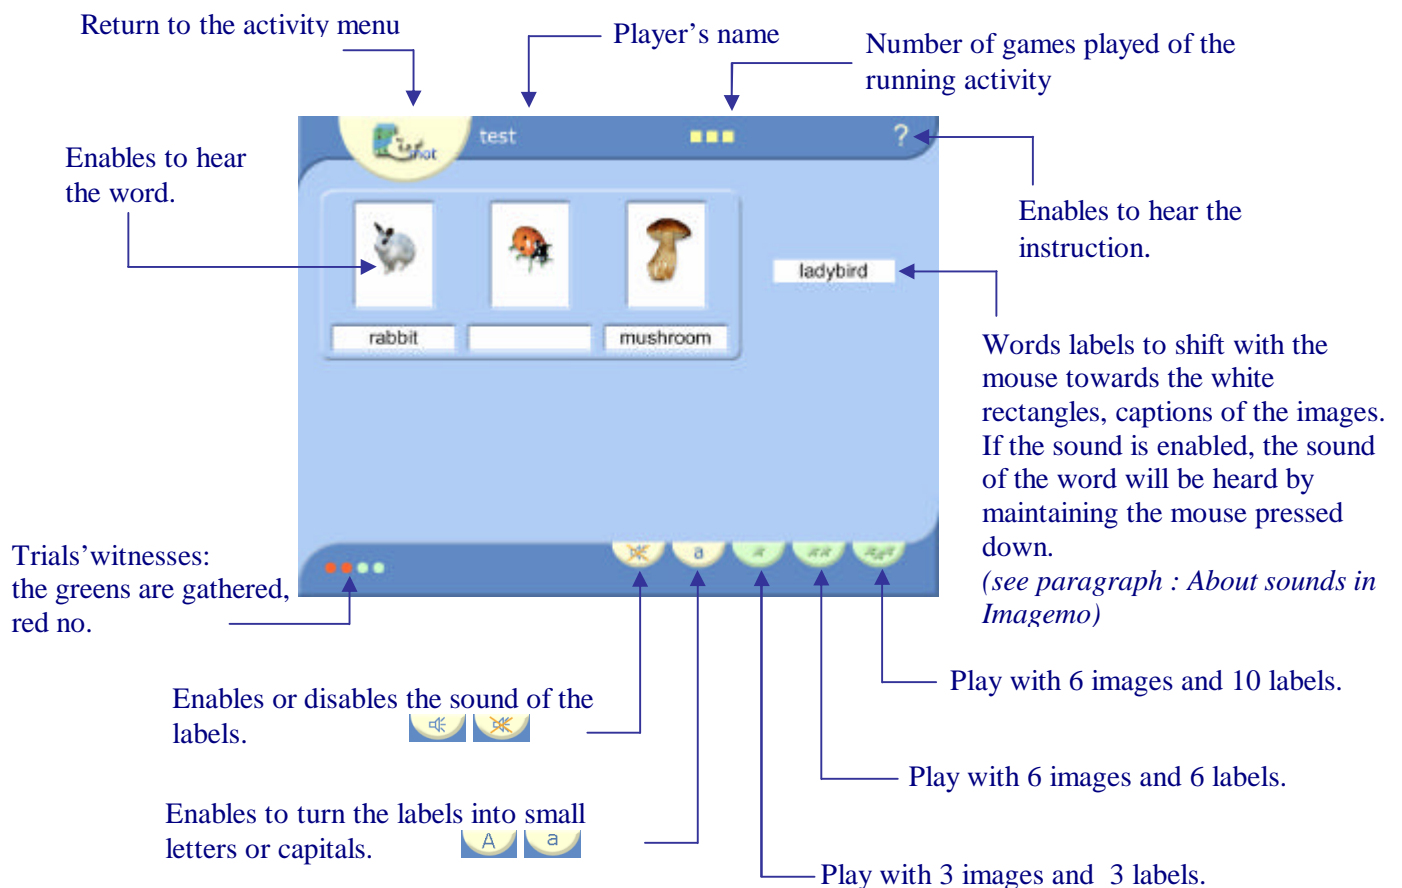 Return to the activity menu
Player's name
Number of games played of the
running activity
test
?
Enables to hear
the word.
Enables to hear the
instruction.
ladybird
rabbit
mushroom
Words labels to shift with the
mouse towards the white
rectangles, captions of the images.
If the sound is enabled, the sound
of the word will be heard by
maintaining the mouse pressed
down.
(see paragraph : About sounds in
Imagemo)
Trials'witnesses:
the greens are gathered,
red no.
a
Play with 6 images and 10 labels.
Enables or disables the sound of the
labels.
Play with 6 images and 6 labels.
Enables to turn the labels into small
letters or capitals.
A a
Play with 3 images and 3 labels.